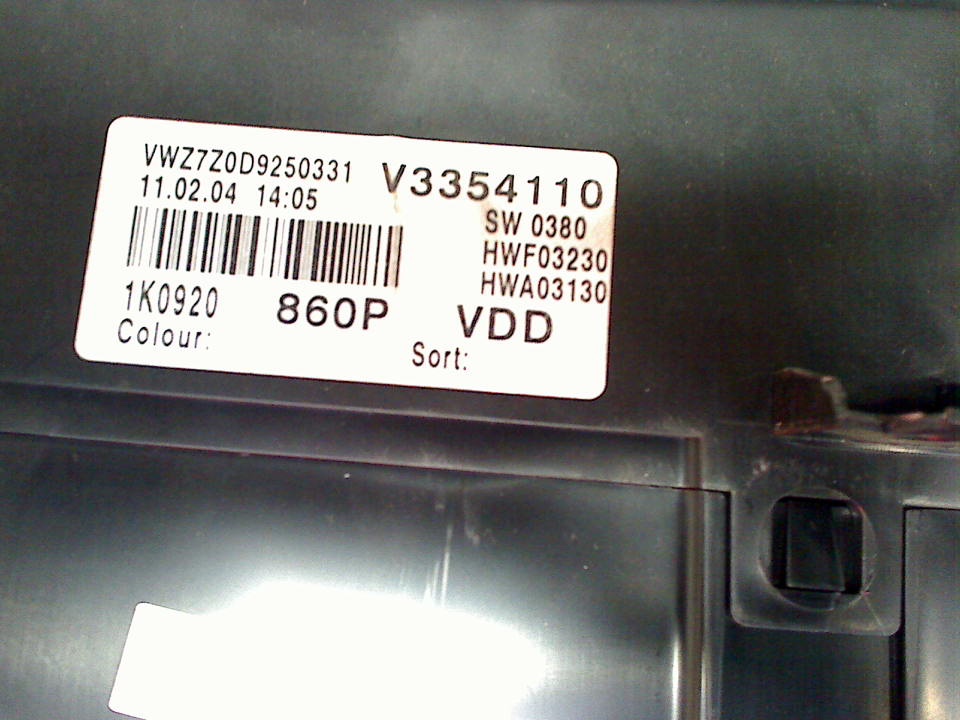 VWZ7Z0D9250331 V3354110
11.02.04 14:05
SW 0380
HWF03230
HWA03130
1K0920 860P VDD
Colour: Sort: